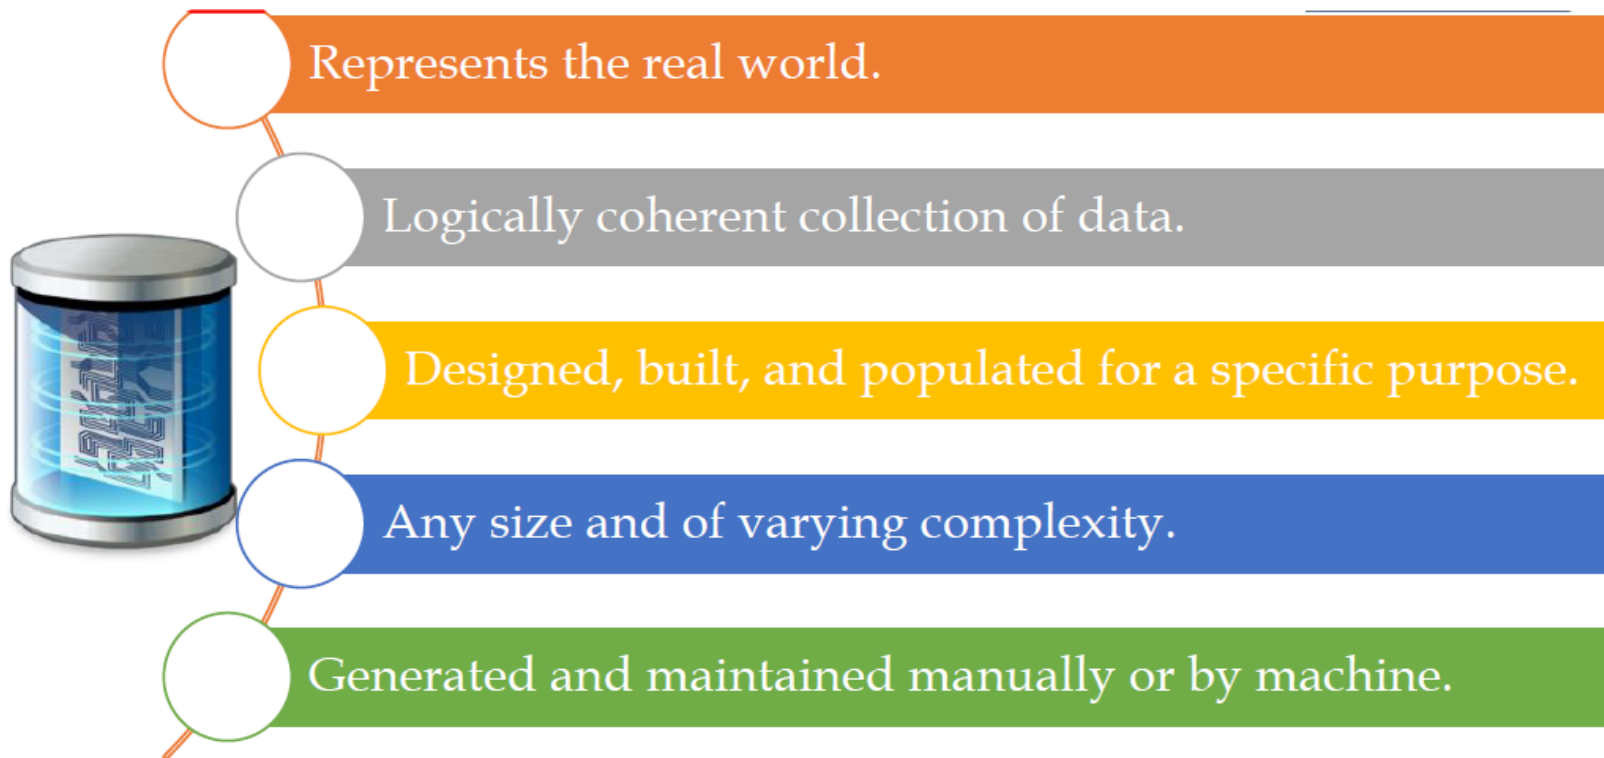 Represents the real world.
Logically coherent collection of data.
Designed, built, and populated for a specific purpose.
Any size and of varying complexity.
Generated and maintained manually or by machine.